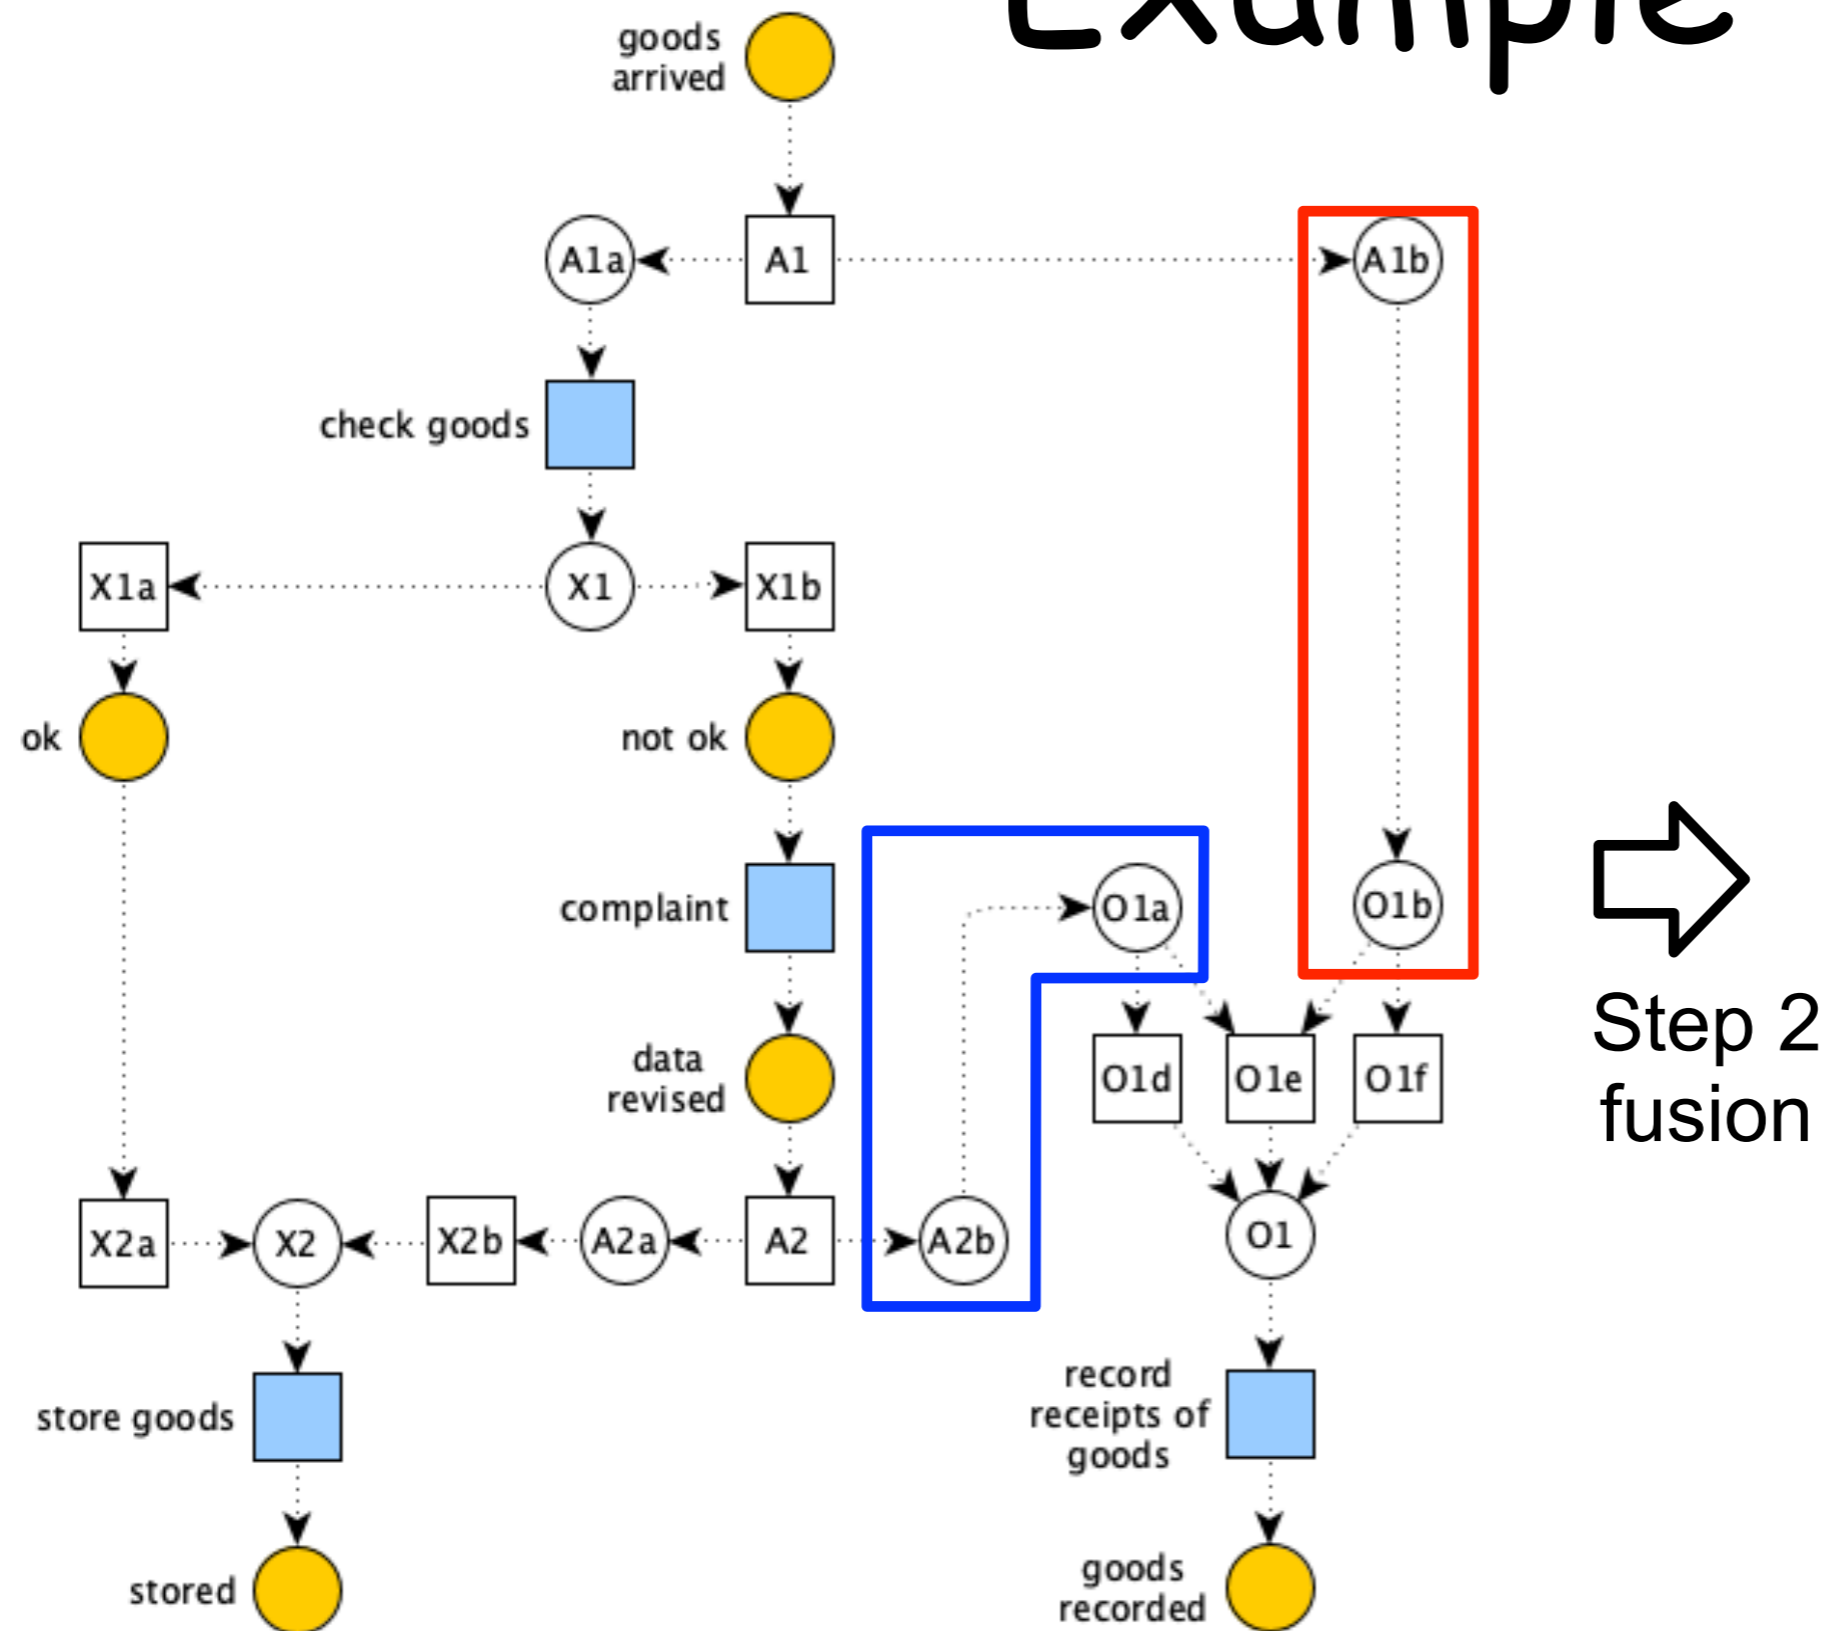 Example
goods
arrived
A1a
A1
A1b
check goods
X1a
X1
X1b
ok
not ok
complaint
O1a
O1b
Step 2
fusion
data
revised
O1d
O1e
O1f
X2a
X2
X2b
A2a
A2
A2b
O1
store goods
record
receipts of
goods
stored
goods
recorded